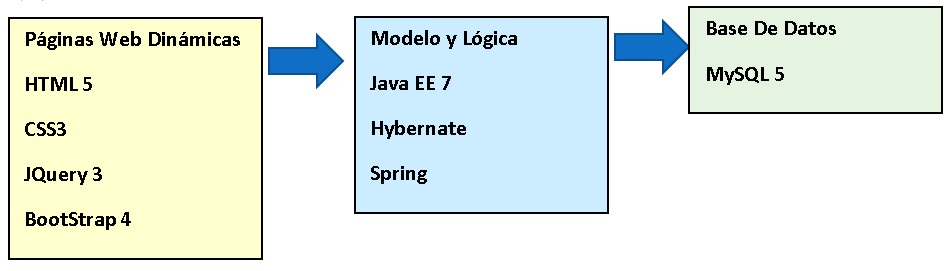 Páginas Web Dinámicas
HTML 5
CSS3
JQuery 3
BootStrap 4
Modelo y Lógica
Java EE 7
Hybernate
Spring
Base De Datos
MySQL 5